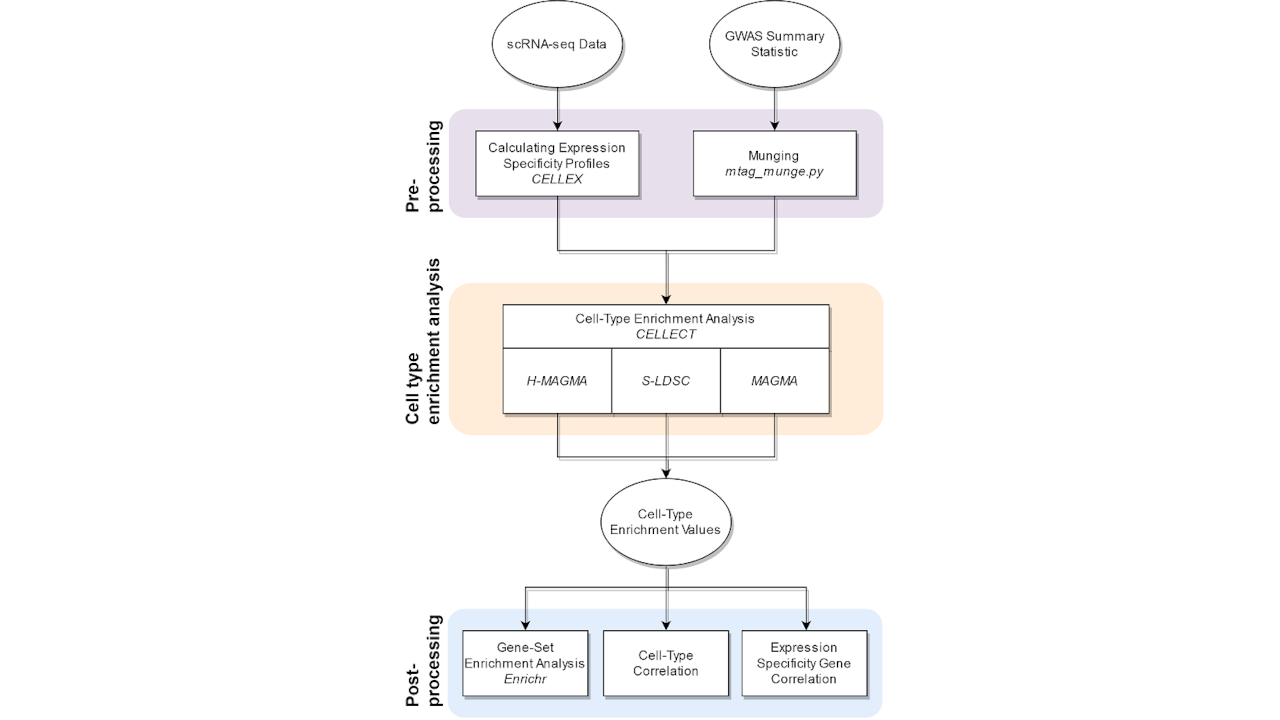 scRNA-seq Data
GWAS Summary
Statistic
Pre-
processing
Calculating Expression
Specificity Profiles
CELLEX
Munging
mtag_munge.py
Cell type
enrichment analysis
Cell-Type Enrichment Analysis
CELLECT
H-MAGMA
S-LDSC
MAGMA
Cell-Type
Enrichment Values
Post-
processing
Gene-Set
Enrichment Analysis
Enrichr
Cell-Type
Correlation
Expression
Specificity Gene
Correlation